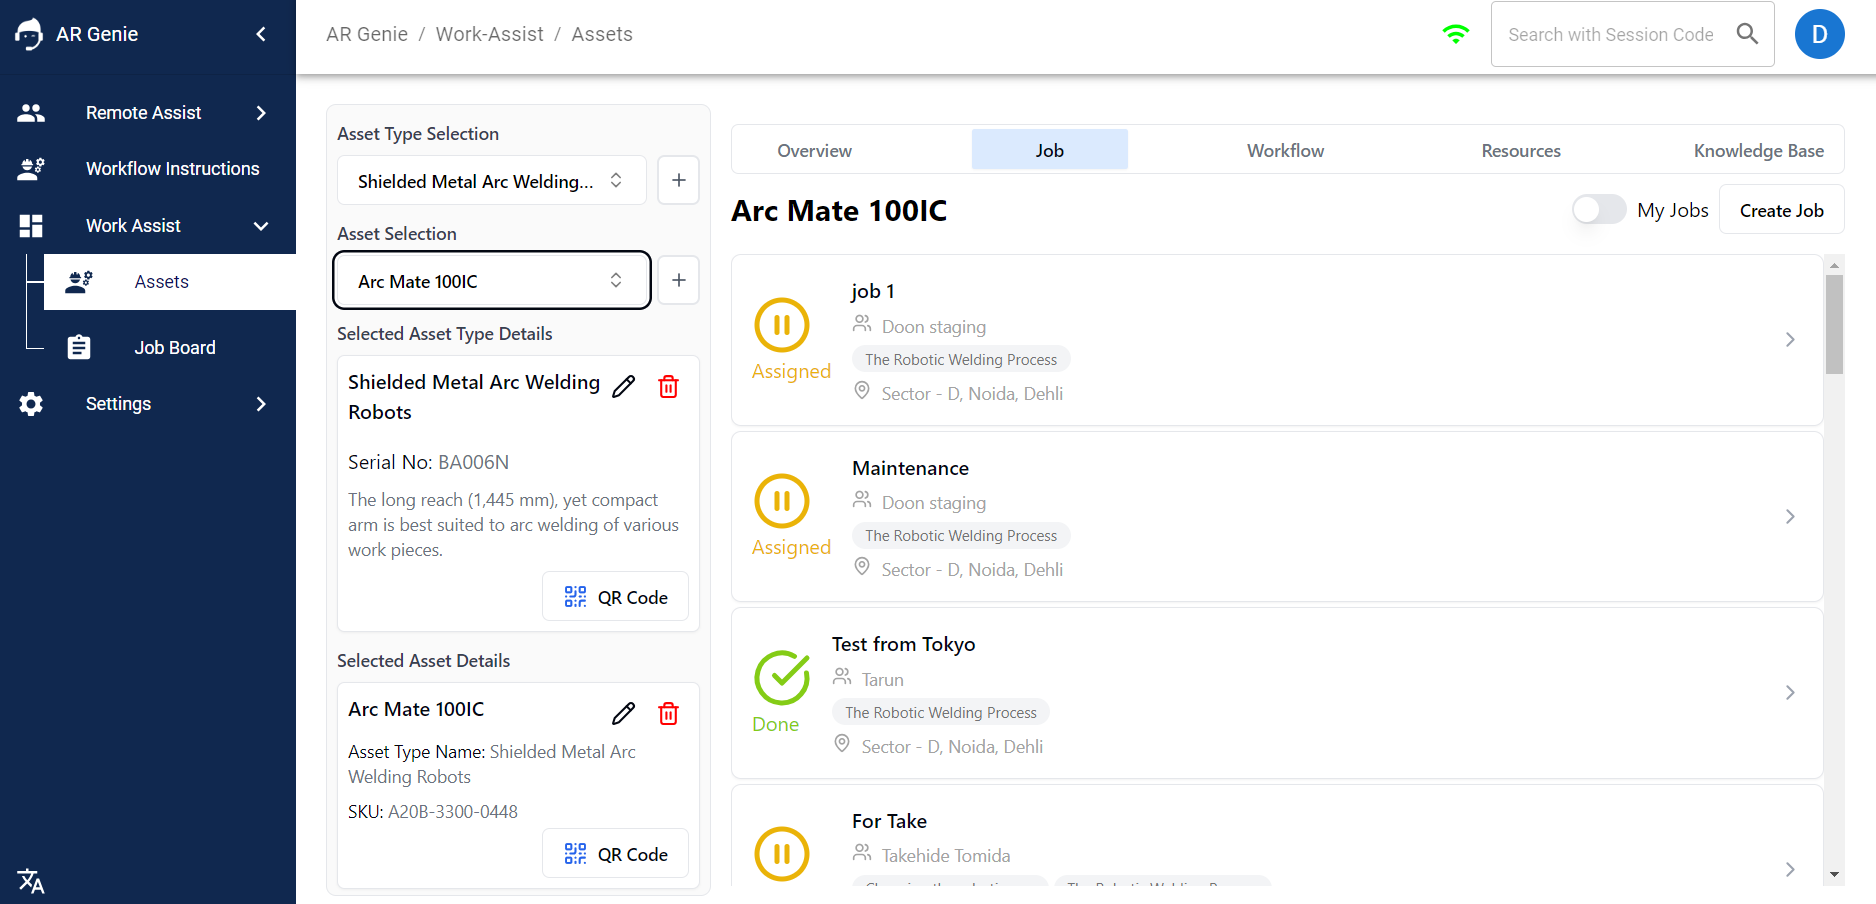 AR Genie
AR Genie / Work-Assist / Assets
Search with Session Code
D
Remote Assist
Workflow Instructions
Work Assist
Assets
Job Board
Settings
Asset Type Selection
Shielded Metal Arc Welding...
Asset Selection
Arc Mate 100IC
Selected Asset Type Details
Shielded Metal Arc Welding
Robots
Serial No: BA006N
The long reach (1,445 mm), yet compact
arm is best suited to arc welding of various
work pieces.
QR Code
Selected Asset Details
Arc Mate 100IC
Asset Type Name: Shielded Metal Arc
Welding Robots
SKU: A20B-3300-0448
QR Code
Overview Job Workflow Resources Knowledge Base
Arc Mate 100IC
My Jobs
Create Job
job 1
Doon staging
The Robotic Welding Process
Assigned
Sector - D, Noida, Dehli
Maintenance
Doon staging
The Robotic Welding Process
Assigned
Sector - D, Noida, Dehli
Test from Tokyo
Tarun
The Robotic Welding Process
Done
Sector - D, Noida, Dehli
For Take
Takehide Tomida